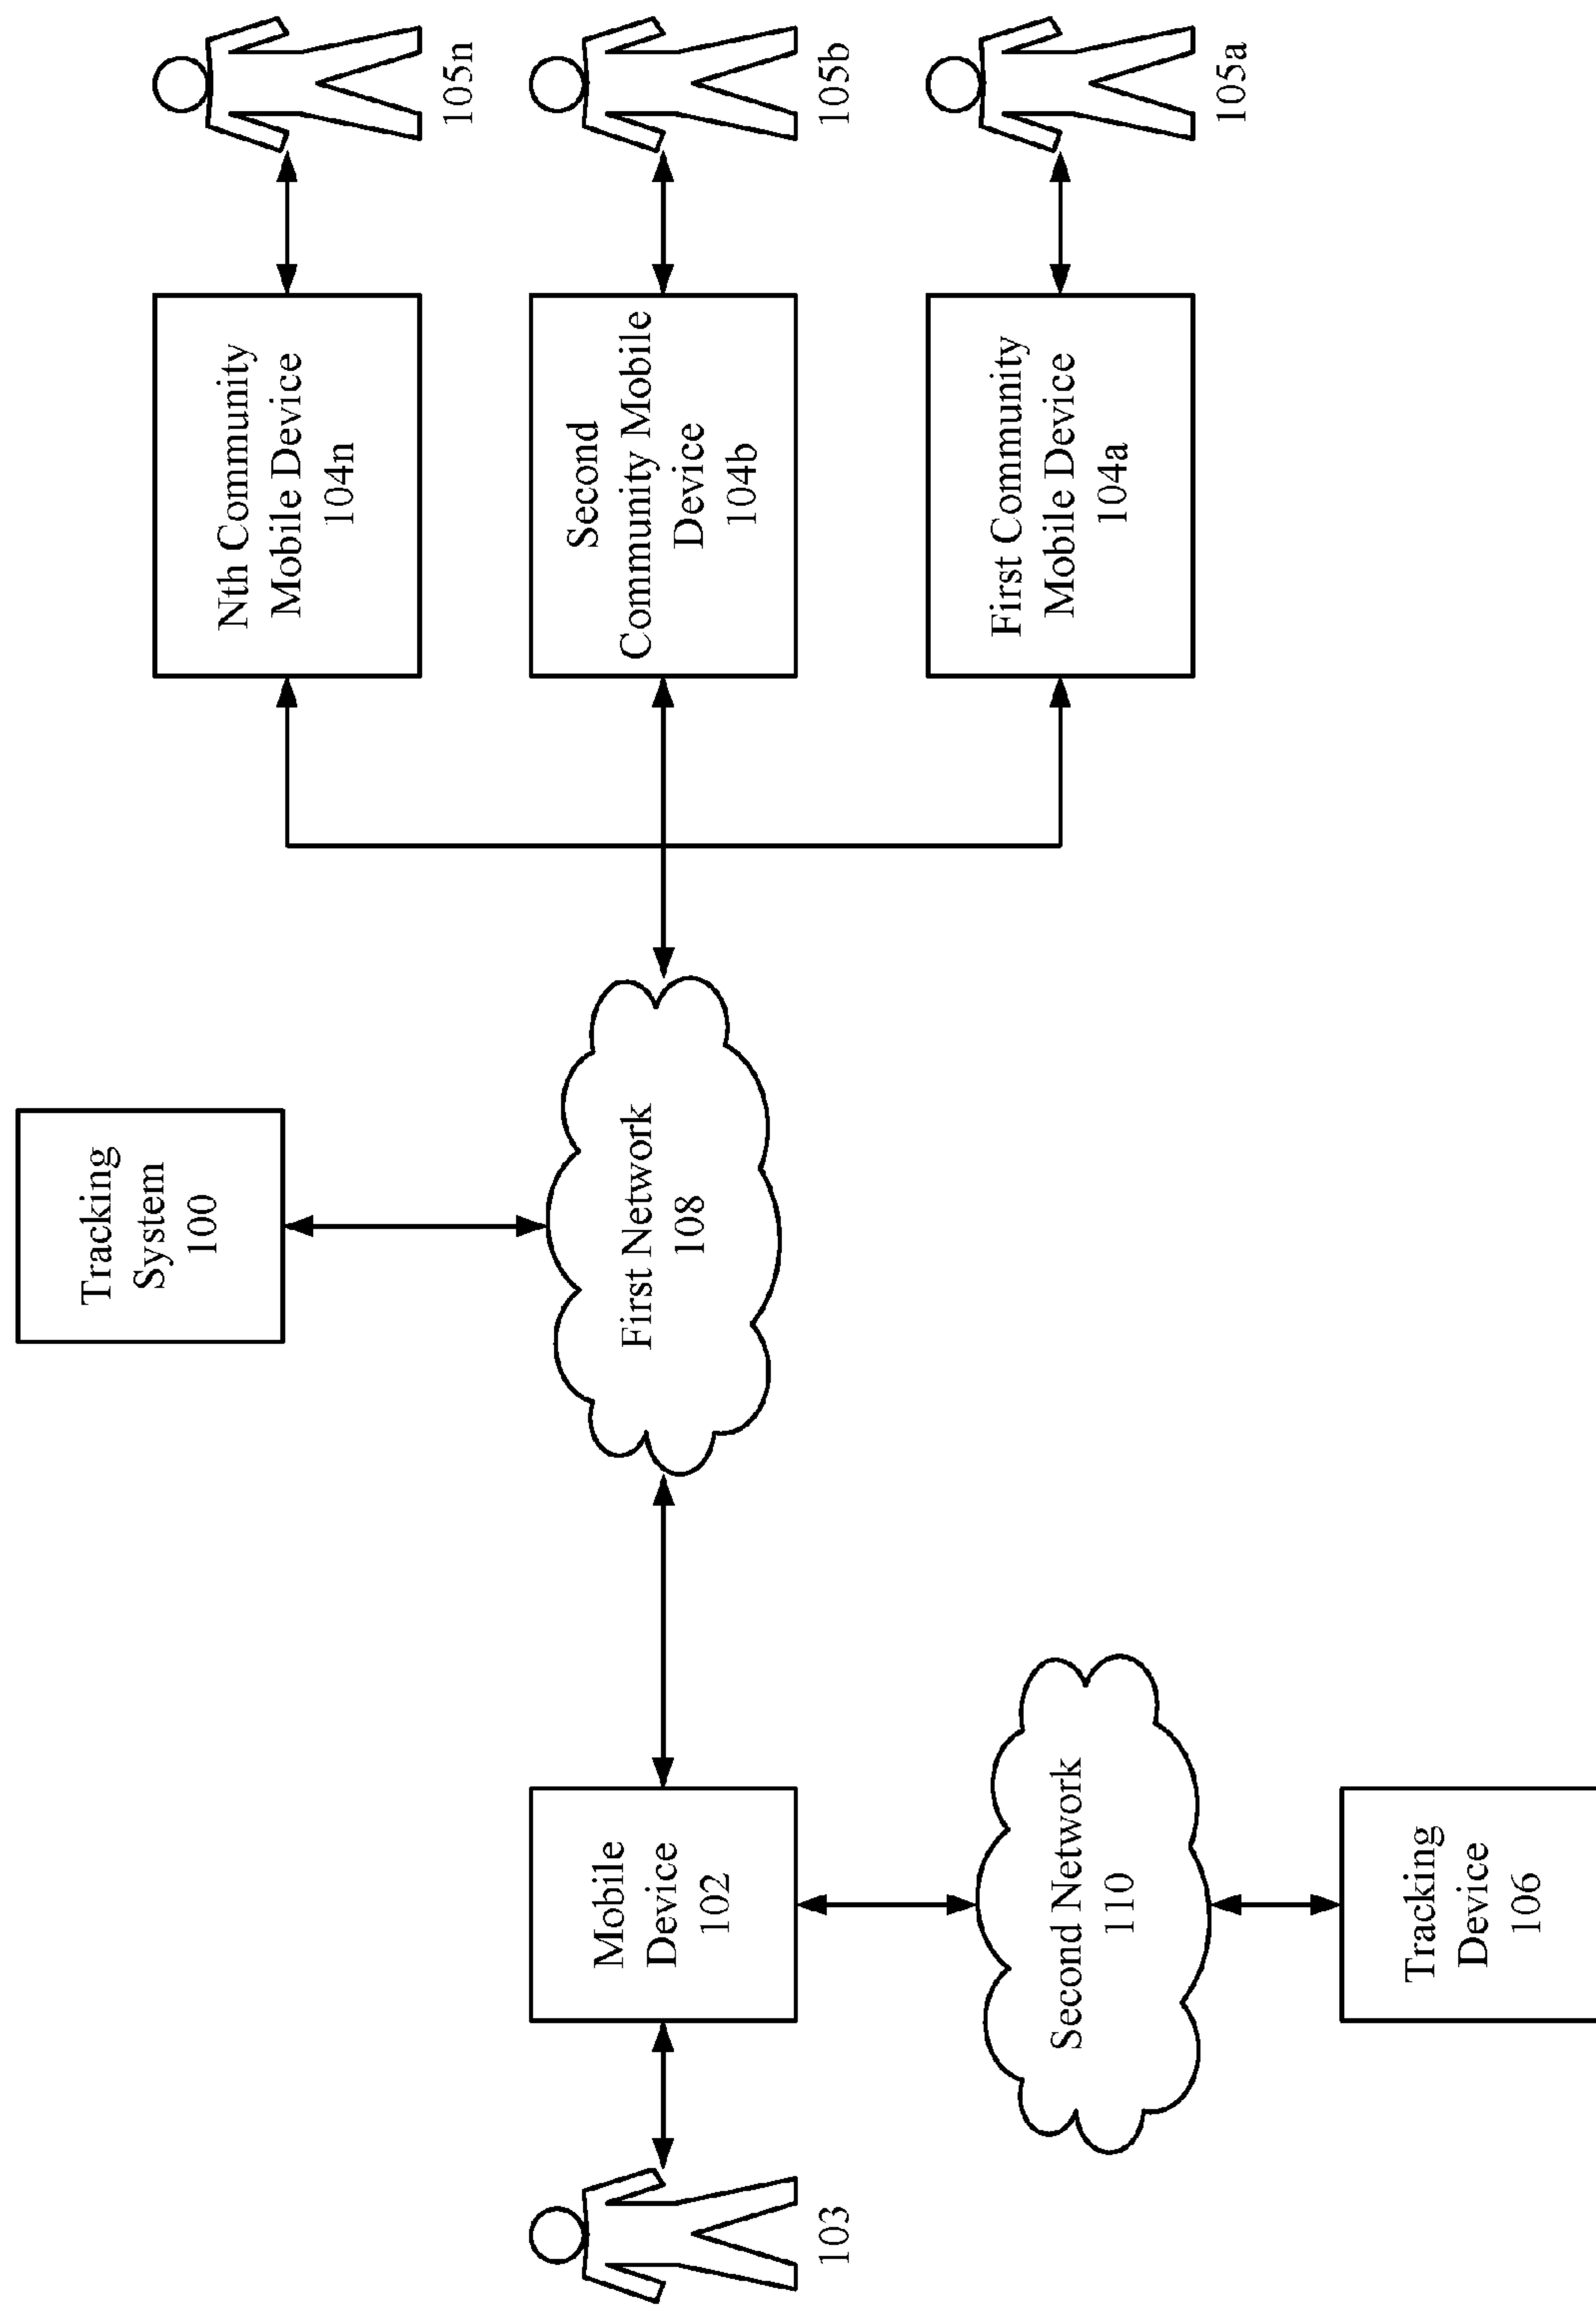 Tracking
System
100
103
Mobile
Device
102
First Network
108
Nth Community
Mobile Device
104n
105n
Second
Community Mobile
Device
104b
105b
First Community
Mobile Device
104a
105a
Second Network
110
Tracking
Device
106